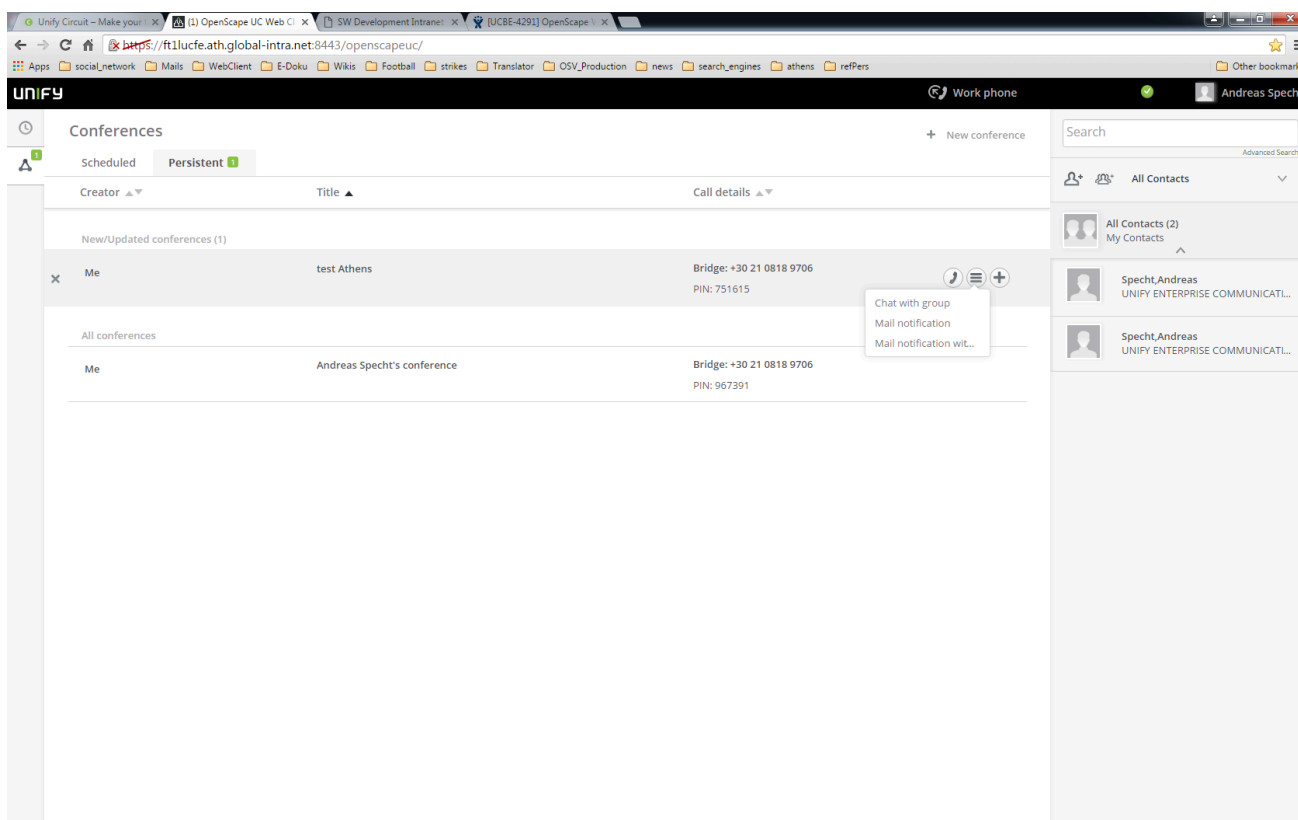 Unify Circuit – Make your
(1) OpenScape UC Web Cl
SW Development Intranet
[UCBE-4291] OpenScape
https://ft1lucfe.ath.global-intra.net:8443/openscapeuc/
Apps social_network Mails WebClient E-Doku Wikis Football strikes Translator OSV_Production news search_engines athens refPers Other bookmark
UNIFY Work phone Andreas Spech
Conferences + New conference
1
Scheduled Persistent 1
Creator Title Call details
New/Updated conferences (1)
Me test Athens Bridge: +30 21 0818 9706
PIN: 751615
Chat with group
Mail notification
Mail notification wit...
All conferences
Me Andreas Specht's conference Bridge: +30 21 0818 9706
PIN: 967391
Search
Advanced Search
All Contacts
All Contacts (2)
My Contacts
Specht,Andreas
UNIFY ENTERPRISE COMMUNICATI...
Specht,Andreas
UNIFY ENTERPRISE COMMUNICATI...